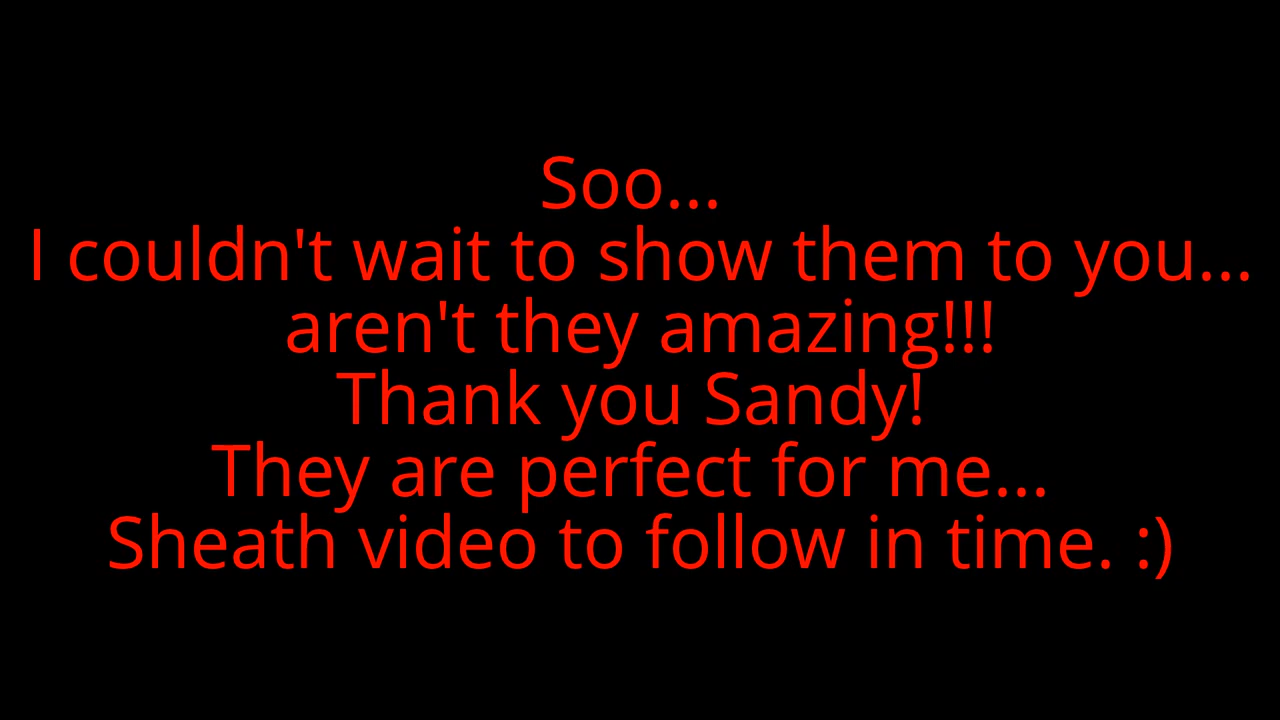 Soo...
I couldn't wait to show them to you...
aren't they amazing!!!
Thank you Sandy!
They are perfect for me...
Sheath video to follow in time. :)